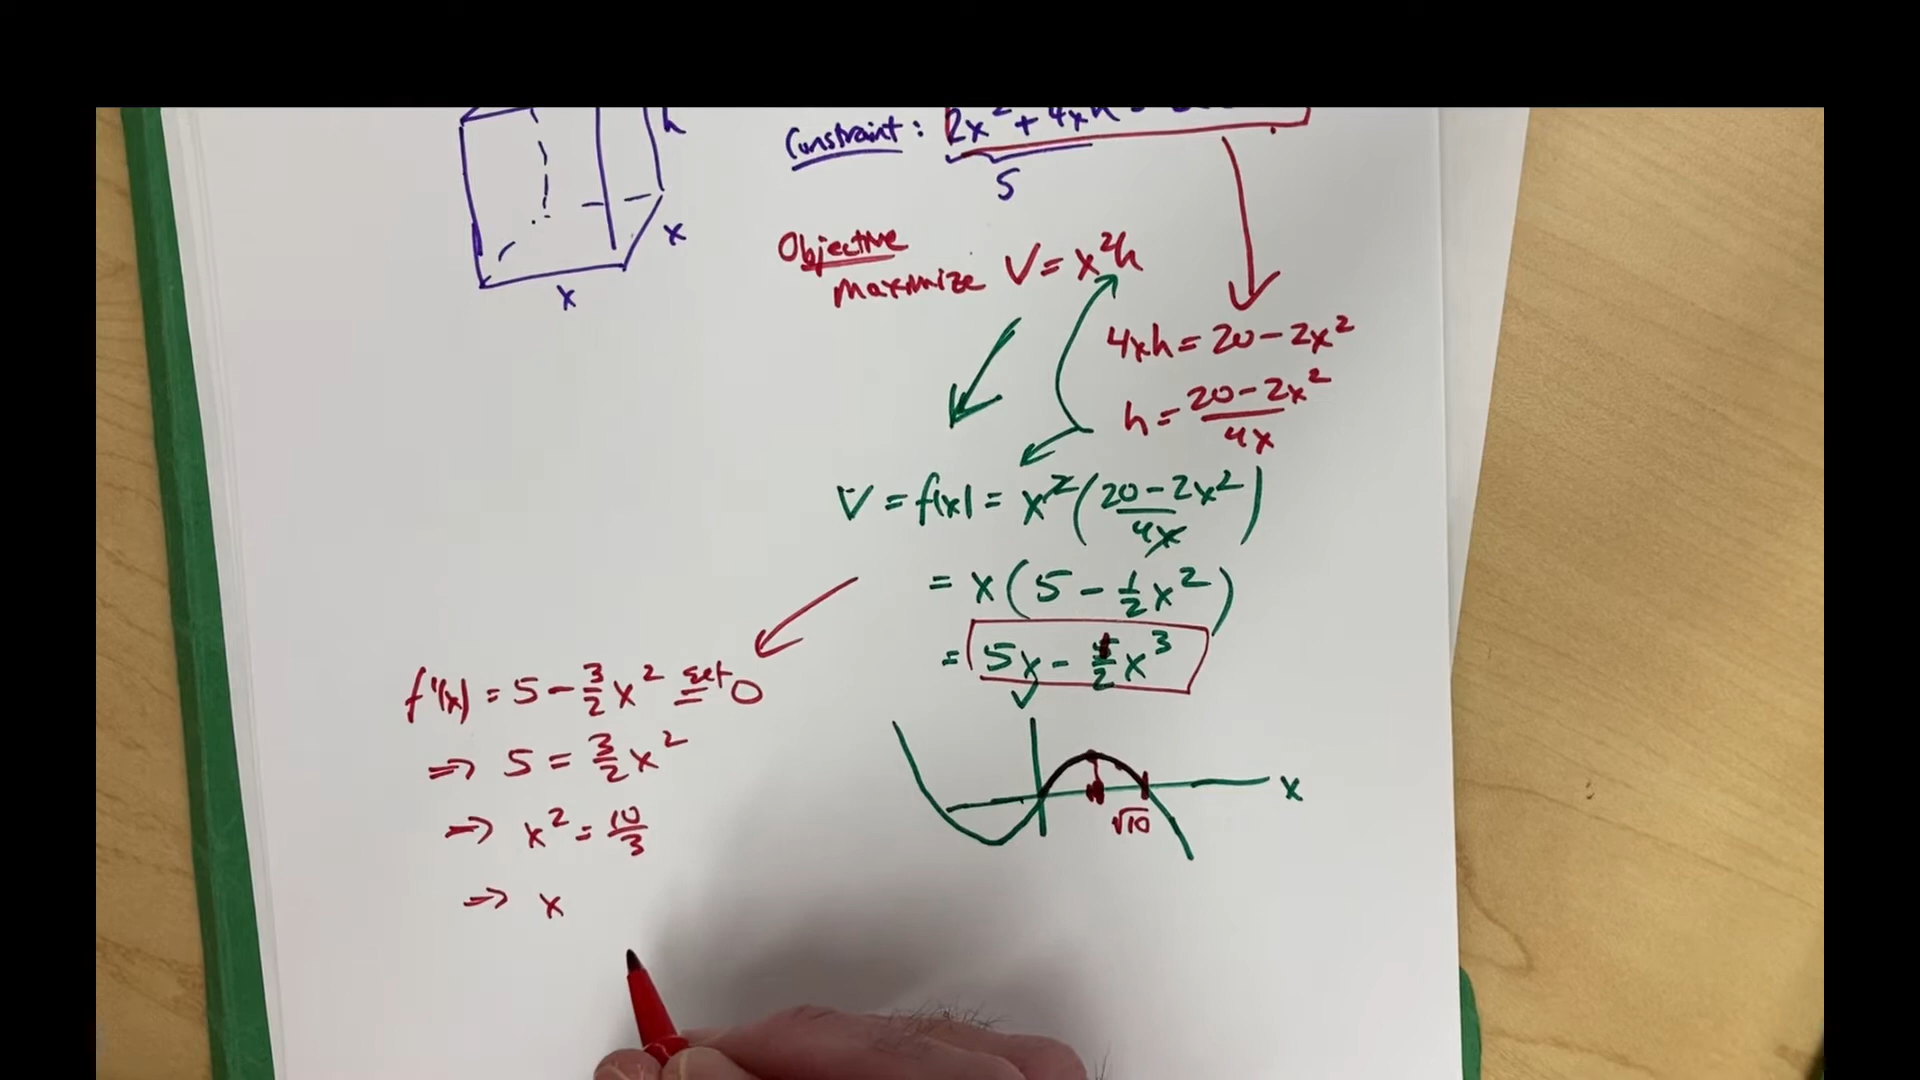 h
Constraint: 2x² + 4xh =
S
x
x
Objective
maximize V = x²h
4xh = 20 - 2x²
h = (20 - 2x²)/4x
V = f(x) = x²((20 - 2x²)/4x)
= x(5 - ½x²)
= 5x - ½x³
f'(x) = 5 - 3/2 x² set = 0
⇒ 5 = 3/2 x²
⇒ x² = 10/3
⇒ x
V
x
√10